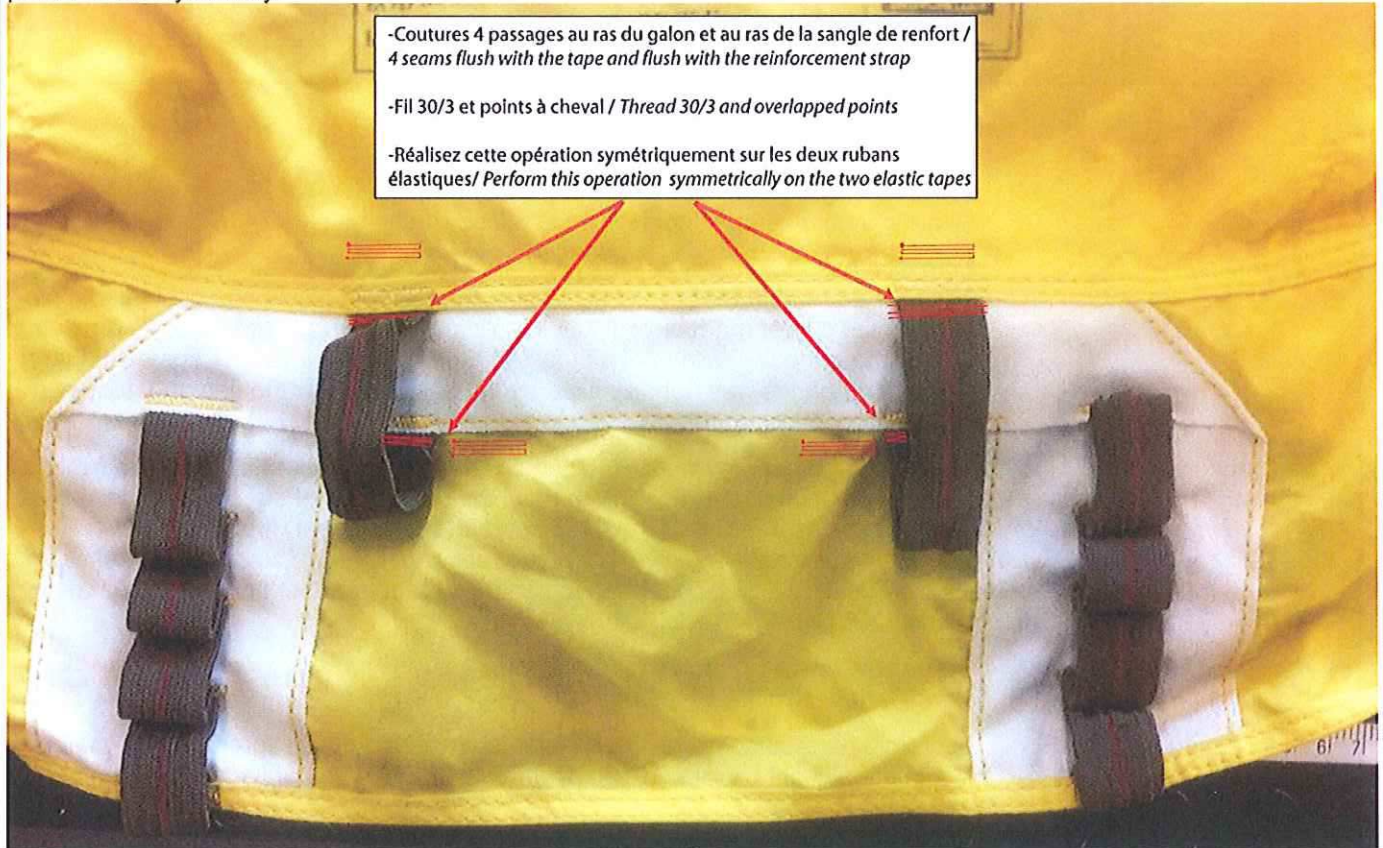 -Coutures 4 passages au ras du galon et au ras de la sangle de renfort /
4 seams flush with the tape and flush with the reinforcement strap
-Fil 30/3 et points à cheval / Thread 30/3 and overlapped points
-Réalisez cette opération symétriquement sur les deux rubans
élastiques/ Perform this operation symmetrically on the two elastic tapes
6 7